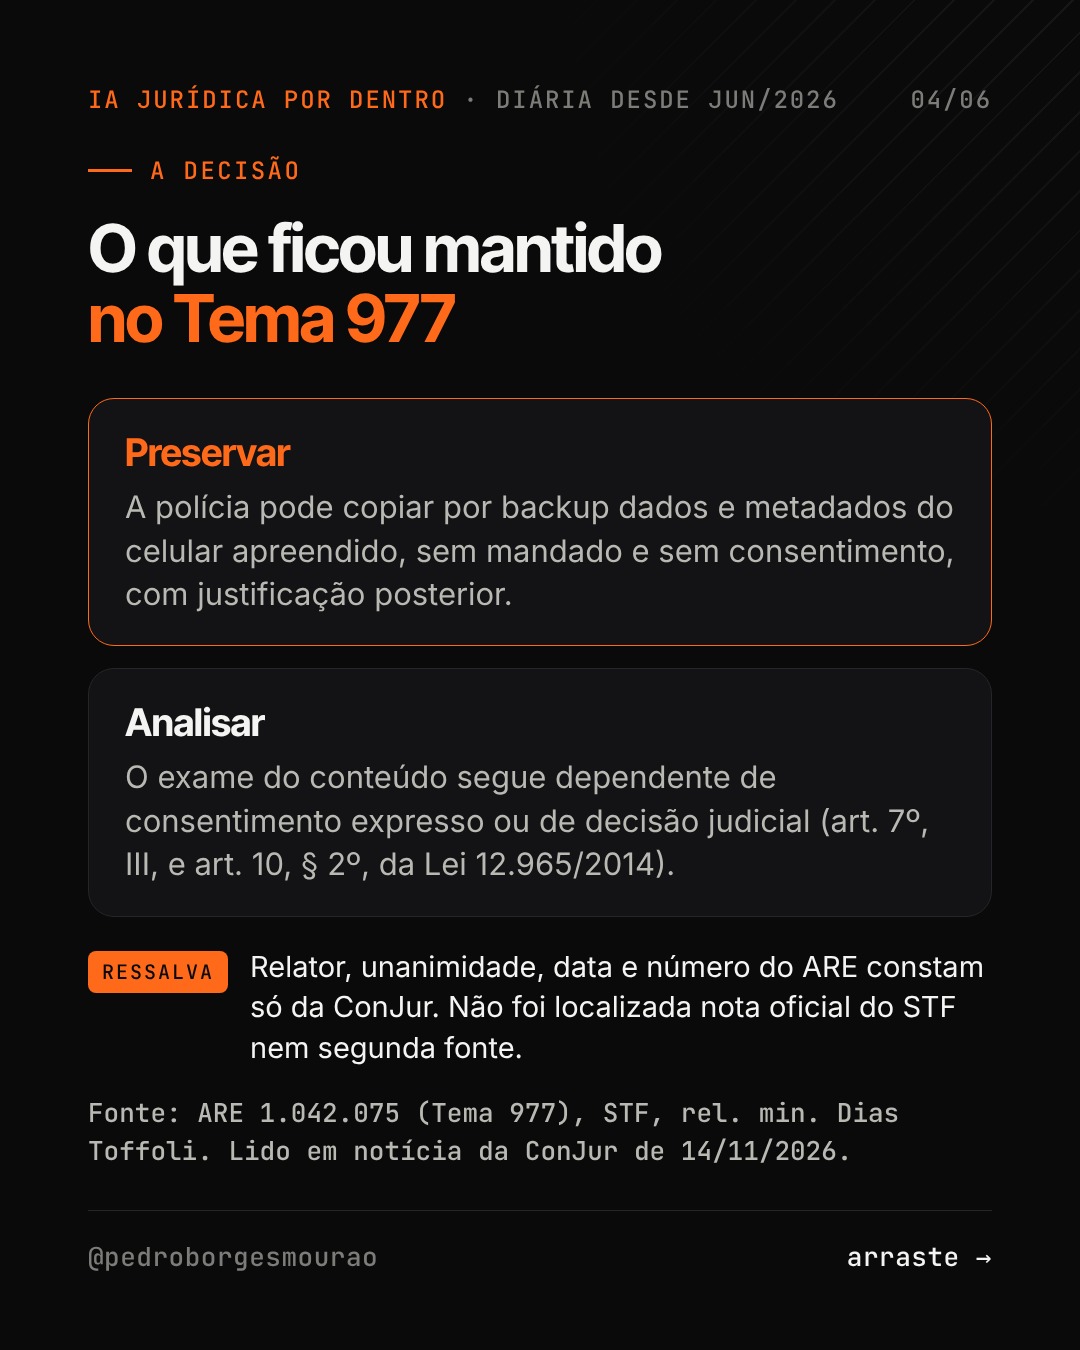 IA JURÍDICA POR DENTRO · DIÁRIA DESDE JUN/2026 04/06
A DECISÃO
O que ficou mantido
no Tema 977
Preservar
A polícia pode copiar por backup dados e metadados do
celular apreendido, sem mandado e sem consentimento,
com justificação posterior.
Analisar
O exame do conteúdo segue dependente de
consentimento expresso ou de decisão judicial (art. 7º,
III, e art. 10, § 2º, da Lei 12.965/2014).
RESSALVA
Relator, unanimidade, data e número do ARE constam
só da ConJur. Não foi localizada nota oficial do STF
nem segunda fonte.
Fonte: ARE 1.042.075 (Tema 977), STF, rel. min. Dias
Toffoli. Lido em notícia da ConJur de 14/11/2026.
@pedroborgesmourao
arraste →